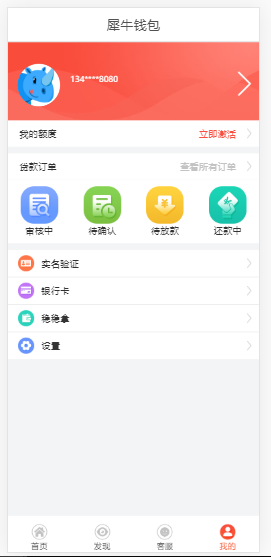 犀牛钱包
134****8080
我的额度 立即激活
贷款订单 查看所有订单
审核中 待确认 待放款 还款中
实名验证
银行卡
稳稳拿
设置
首页 发现 客服 我的